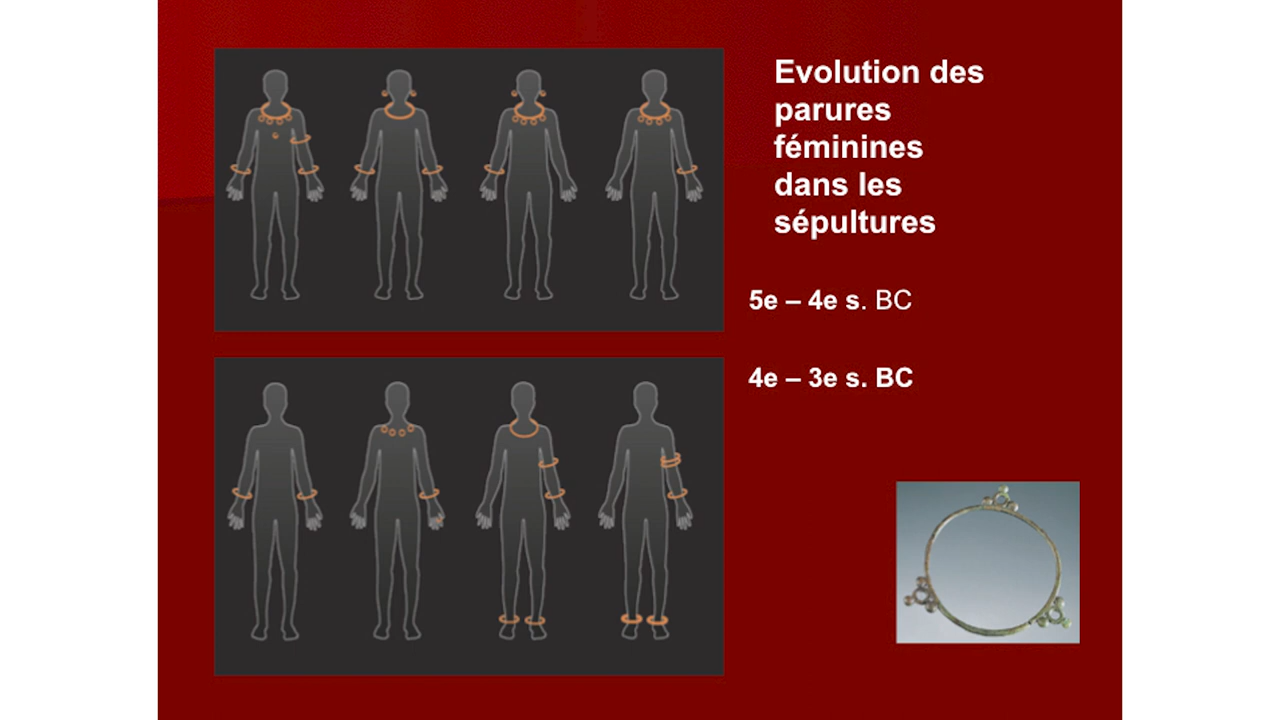 Evolution des
parures
féminines
dans les
sépultures
5e – 4e s. BC
4e – 3e s. BC